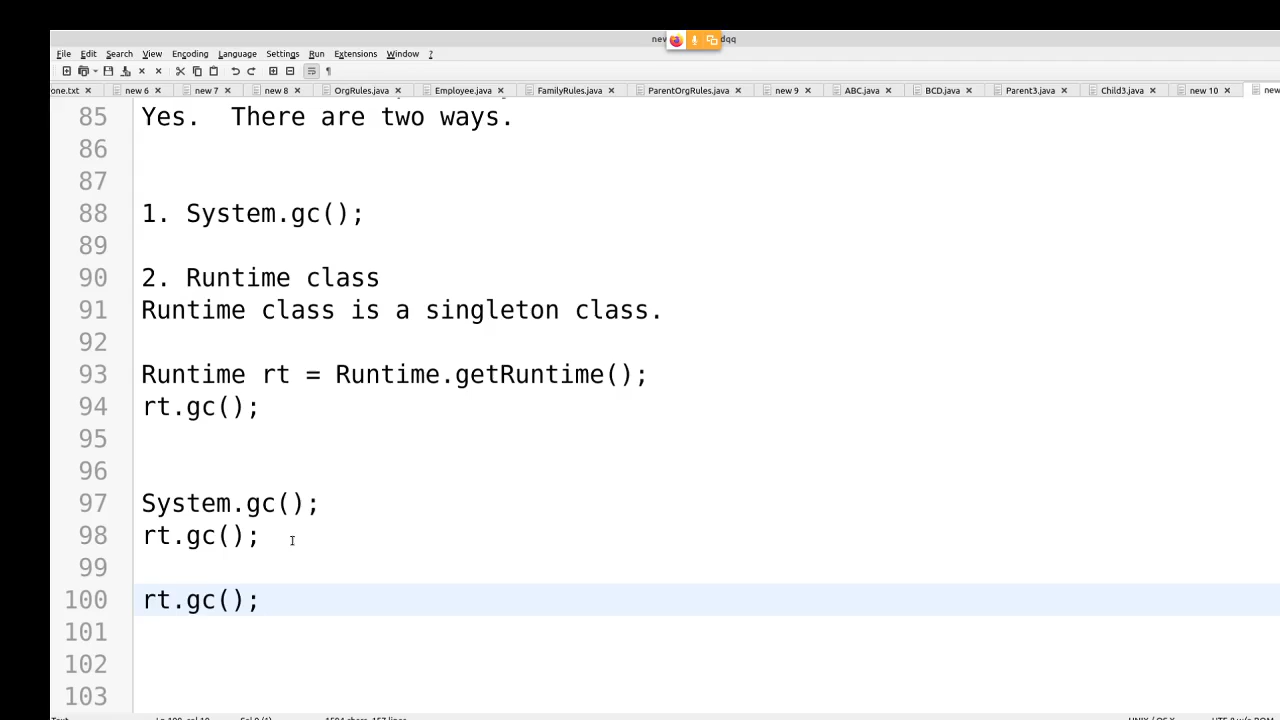 new dqq
File Edit Search View Encoding Language Settings Run Extensions Window ?
one.txt new 6 new 7 new 8 OrgRules.java Employee.java FamilyRules.java ParentOrgRules.java new 9 ABC.java BCD.java Parent3.java Child3.java new 10 new
85 Yes.  There are two ways.
86
87
88 1. System.gc();
89
90 2. Runtime class
91 Runtime class is a singleton class.
92
93 Runtime rt = Runtime.getRuntime();
94 rt.gc();
95
96
97 System.gc();
98 rt.gc();
99
100 rt.gc();
101
102
103